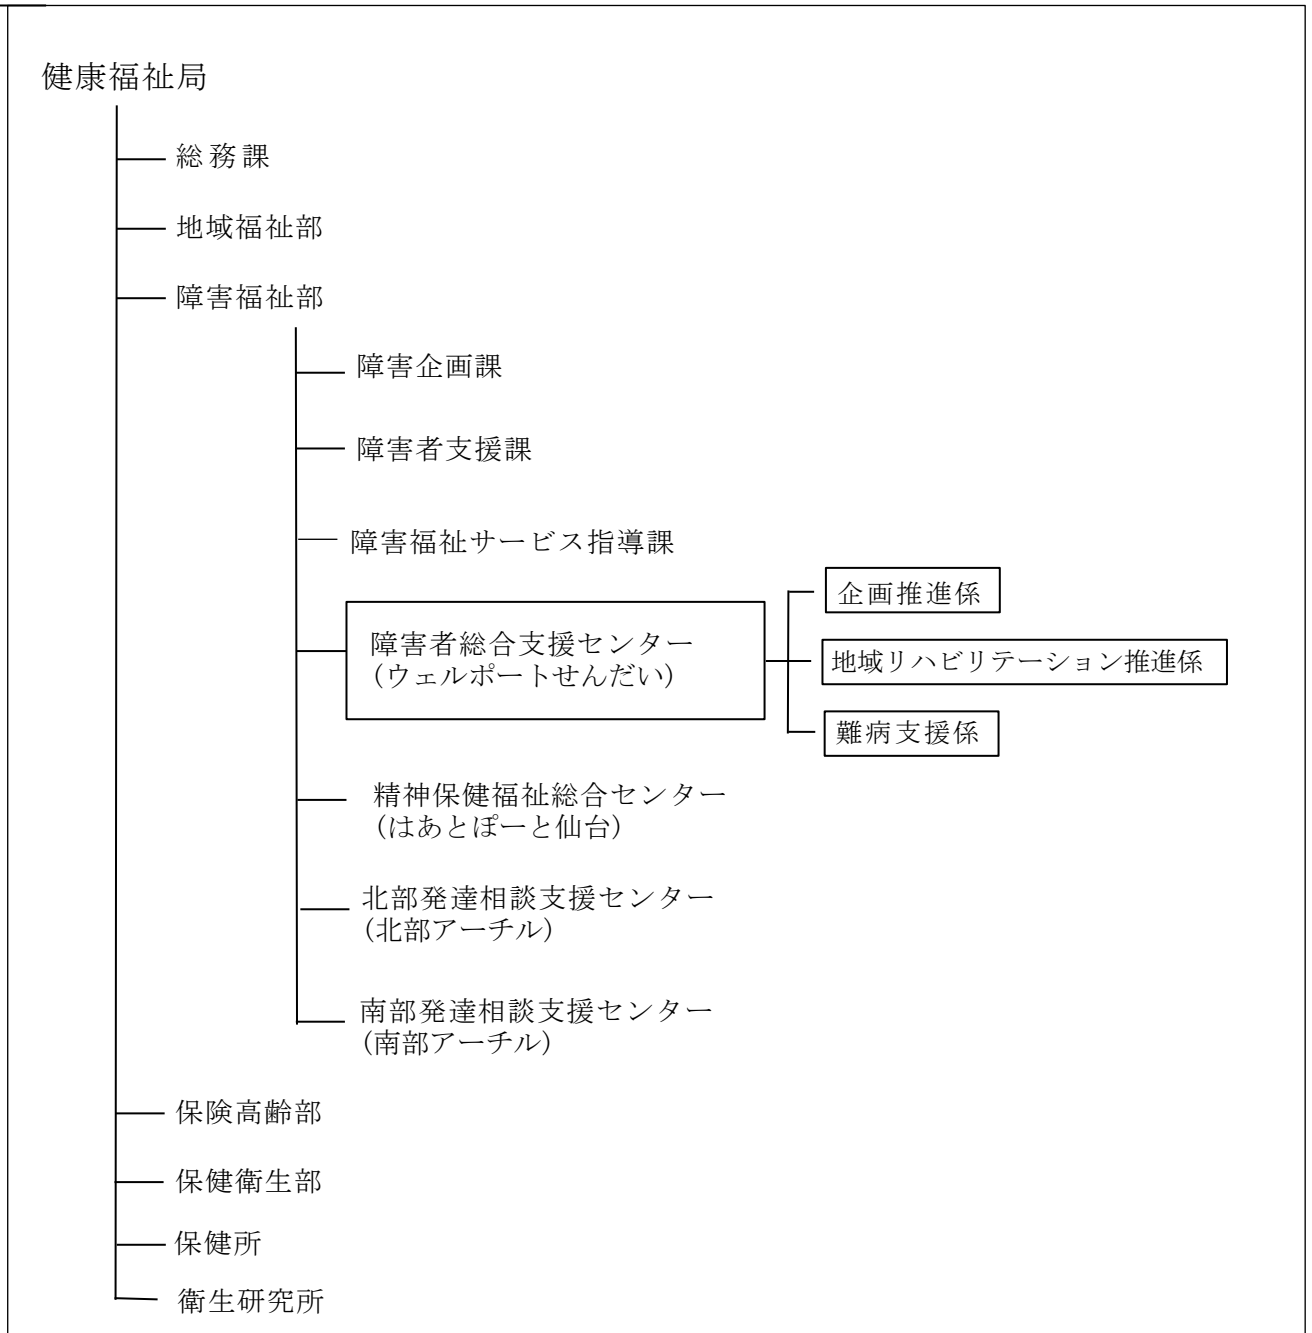 健康福祉局
総務課
地域福祉部
障害福祉部
障害企画課
障害者支援課
障害福祉サービス指導課
障害者総合支援センター
(ウェルポートせんだい)
企画推進係
地域リハビリテーション推進係
難病支援係
精神保健福祉総合センター
(はあとぽーと仙台)
北部発達相談支援センター
(北部アーチル)
南部発達相談支援センター
(南部アーチル)
保険高齢部
保健衛生部
保健所
衛生研究所